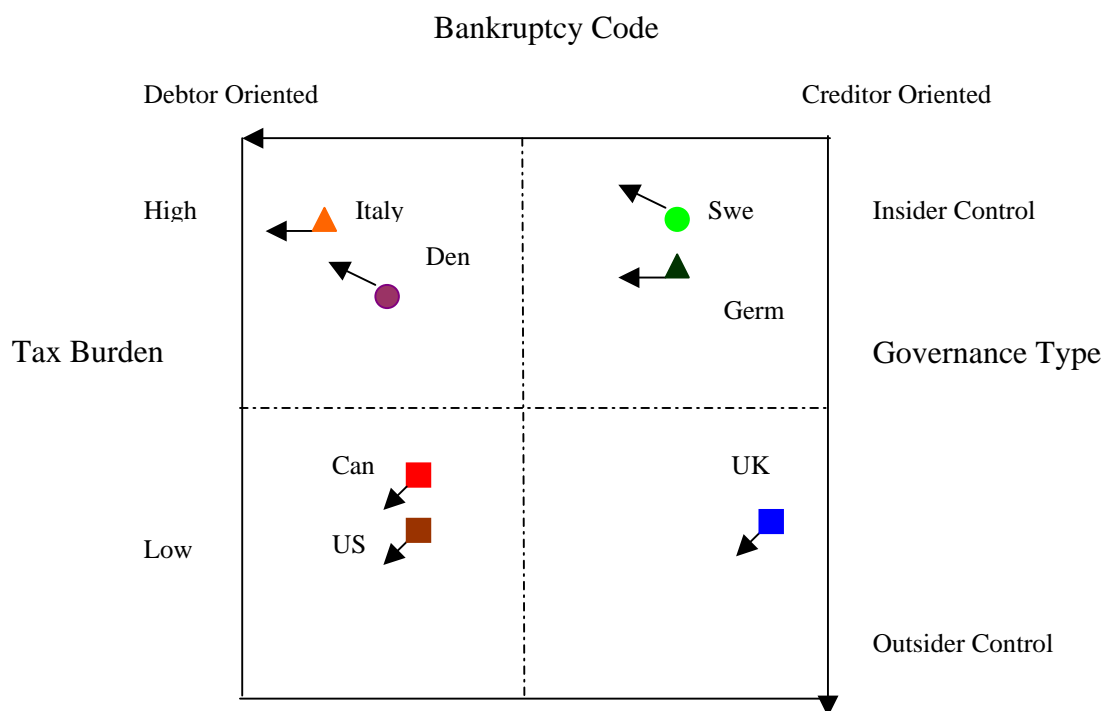 Bankruptcy Code
Debtor Oriented
Creditor Oriented
High
Italy
Swe
Insider Control
Den
Germ
Tax Burden
Governance Type
Can
UK
US
Low
Outsider Control